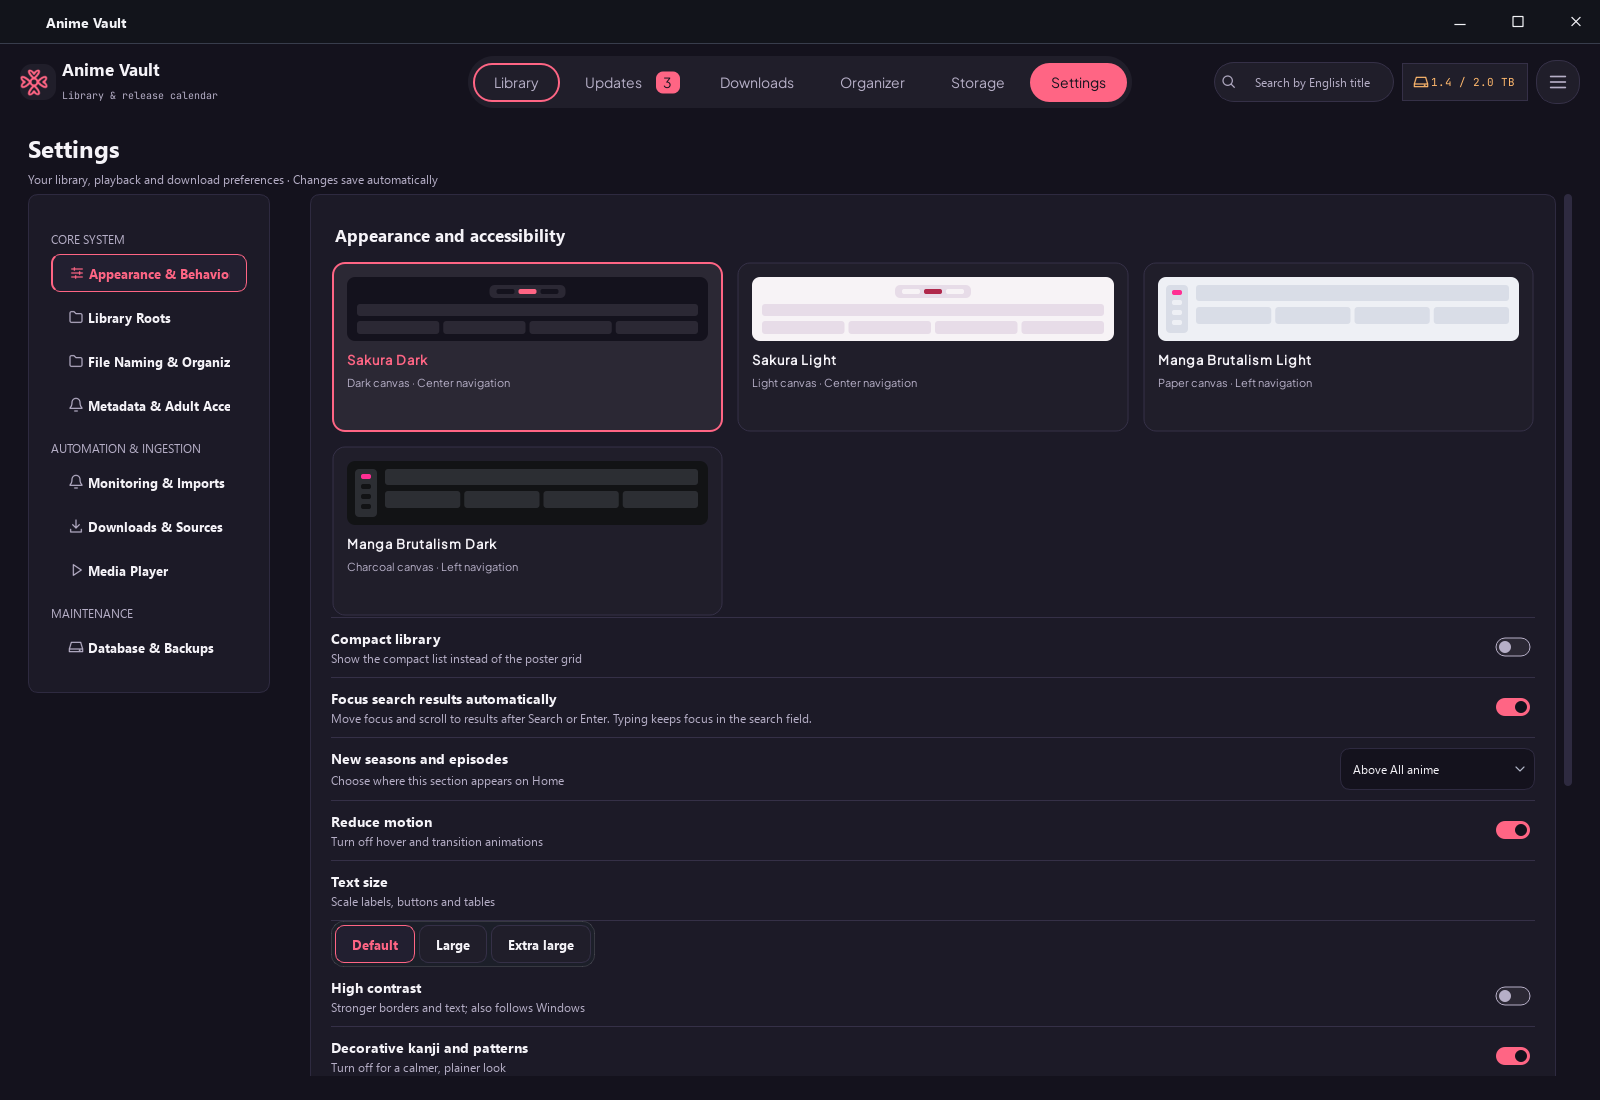 Anime Vault
Anime Vault
Library & release calendar
Library
Updates 3
Downloads
Organizer
Storage
Settings
Search by English title
1.4 / 2.0 TB
Settings
Your library, playback and download preferences · Changes save automatically
CORE SYSTEM
Appearance & Behavio
Library Roots
File Naming & Organiz
Metadata & Adult Acce
AUTOMATION & INGESTION
Monitoring & Imports
Downloads & Sources
Media Player
MAINTENANCE
Database & Backups
Appearance and accessibility
Sakura Dark
Dark canvas · Center navigation
Sakura Light
Light canvas · Center navigation
Manga Brutalism Light
Paper canvas · Left navigation
Manga Brutalism Dark
Charcoal canvas · Left navigation
Compact library
Show the compact list instead of the poster grid
Focus search results automatically
Move focus and scroll to results after Search or Enter. Typing keeps focus in the search field.
New seasons and episodes
Choose where this section appears on Home
Above All anime
Reduce motion
Turn off hover and transition animations
Text size
Scale labels, buttons and tables
Default
Large
Extra large
High contrast
Stronger borders and text; also follows Windows
Decorative kanji and patterns
Turn off for a calmer, plainer look